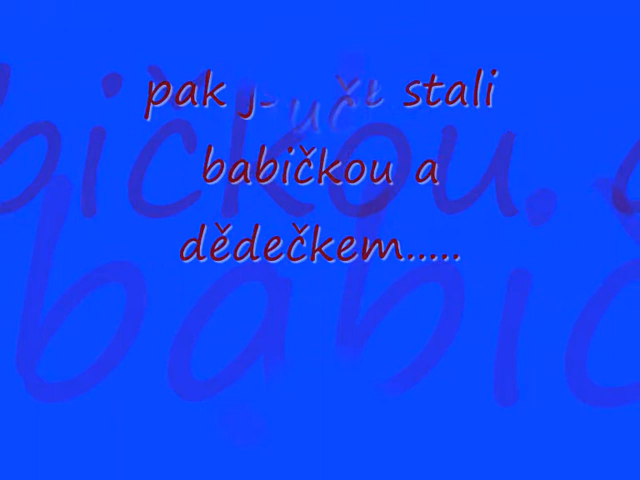 pak stali
babičkou a
dědečkem.....